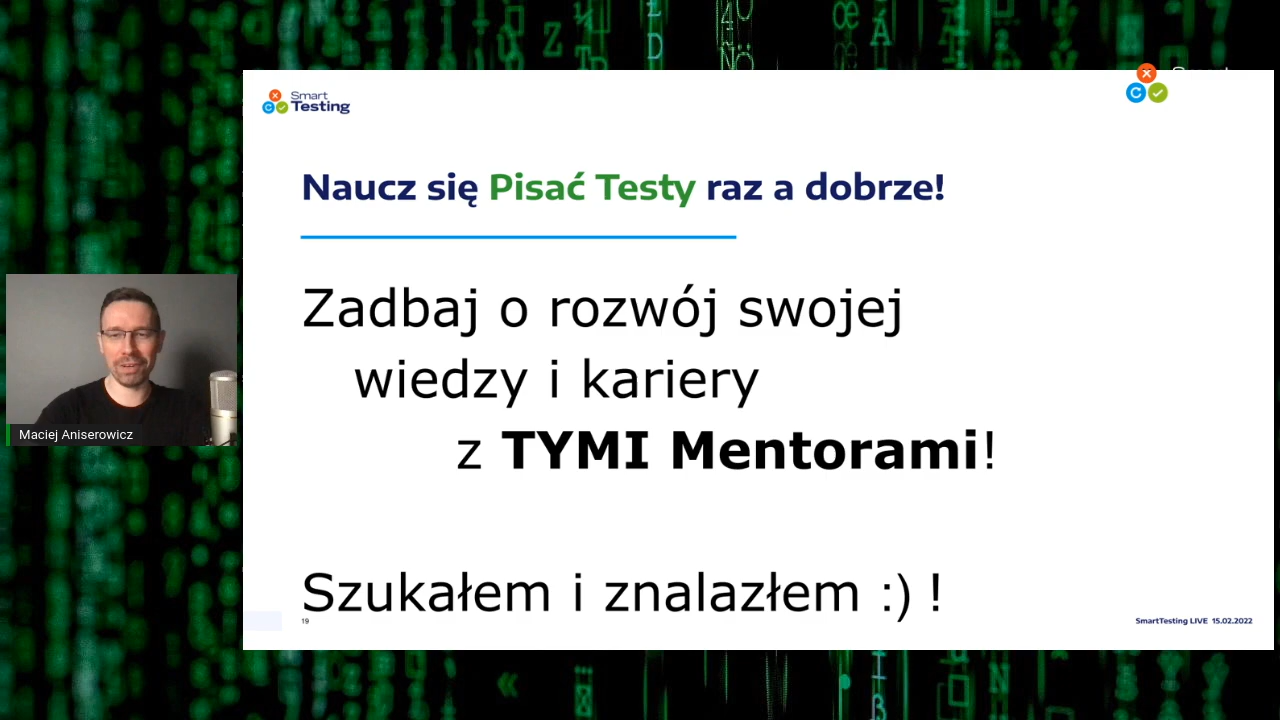 Smart
Testing
Naucz się Pisać Testy raz a dobrze!
Zadbaj o rozwój swojej
wiedzy i kariery
z TYMI Mentorami!
Szukałem i znalazłem :) !
19
SmartTesting LIVE 15.02.2022
Maciej Aniserowicz